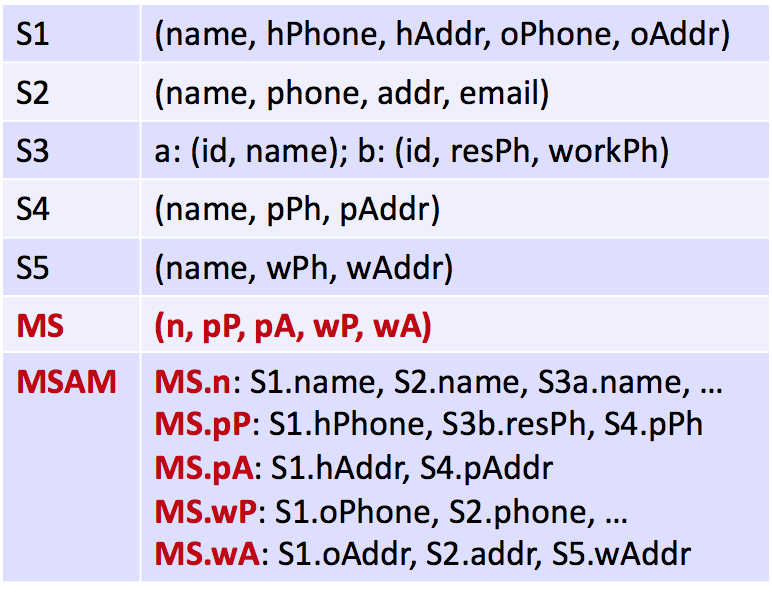 S1 (name, hPhone, hAddr, oPhone, oAddr)
S2 (name, phone, addr, email)
S3 a: (id, name); b: (id, resPh, workPh)
S4 (name, pPh, pAddr)
S5 (name, wPh, wAddr)
MS (n, pP, pA, wP, wA)
MSAM MS.n: S1.name, S2.name, S3a.name, …
MS.pP: S1.hPhone, S3b.resPh, S4.pPh
MS.pA: S1.hAddr, S4.pAddr
MS.wP: S1.oPhone, S2.phone, …
MS.wA: S1.oAddr, S2.addr, S5.wAddr